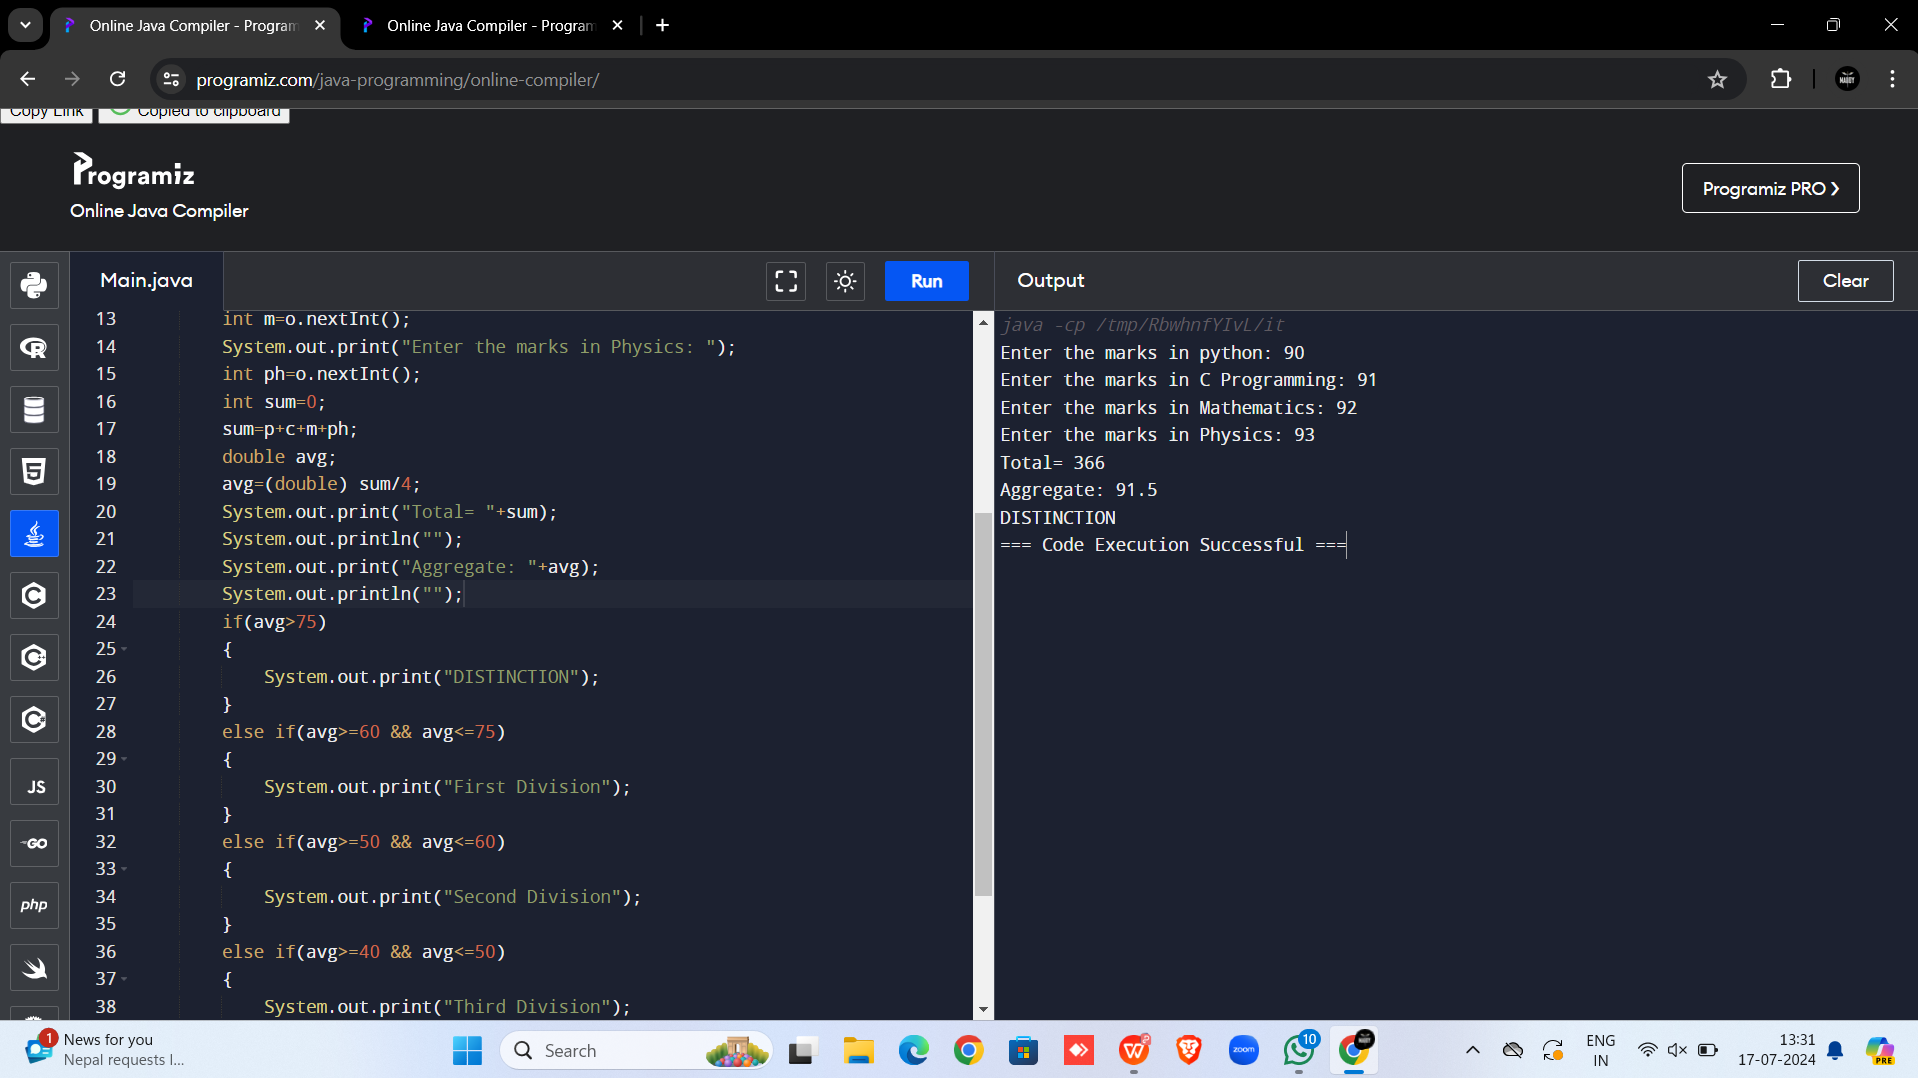 Online Java Compiler - Program
Online Java Compiler - Program
programiz.com/java-programming/online-compiler/
Copy Link
Copied to clipboard
Programiz
Online Java Compiler
Programiz PRO
Main.java
Run
Output
Clear
13 int m=o.nextInt();
14 System.out.print("Enter the marks in Physics: ");
15 int ph=o.nextInt();
16 int sum=0;
17 sum=p+c+m+ph;
18 double avg;
19 avg=(double) sum/4;
20 System.out.print("Total= "+sum);
21 System.out.println("");
22 System.out.print("Aggregate: "+avg);
23 System.out.println("");
24 if(avg>75)
25 {
26 System.out.print("DISTINCTION");
27 }
28 else if(avg>=60 && avg<=75)
29 {
30 System.out.print("First Division");
31 }
32 else if(avg>=50 && avg<=60)
33 {
34 System.out.print("Second Division");
35 }
36 else if(avg>=40 && avg<=50)
37 {
38 System.out.print("Third Division");
java -cp /tmp/RbwhnfYIvL/it
Enter the marks in python: 90
Enter the marks in C Programming: 91
Enter the marks in Mathematics: 92
Enter the marks in Physics: 93
Total= 366
Aggregate: 91.5
DISTINCTION
=== Code Execution Successful ===
JS
GO
php
1
News for you
Nepal requests l...
Search
zoom
10
ENG
IN
13:31
17-07-2024
PRE